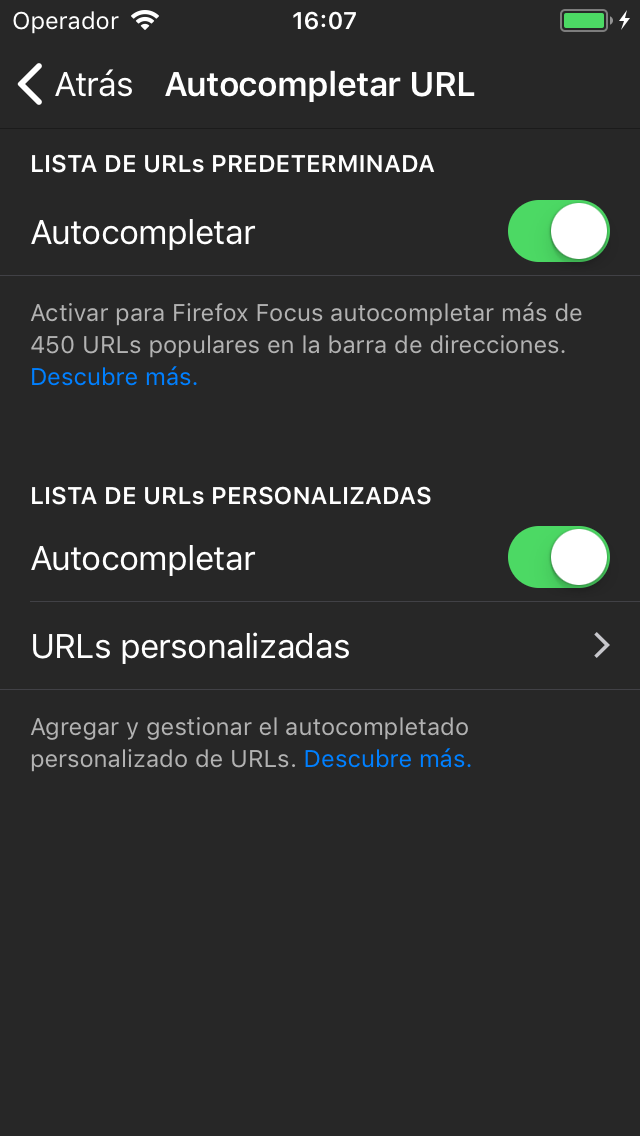 Operador 16:07
Atrás Autocompletar URL
LISTA DE URLs PREDETERMINADA
Autocompletar
Activar para Firefox Focus autocompletar más de
450 URLs populares en la barra de direcciones.
Descubre más.
LISTA DE URLs PERSONALIZADAS
Autocompletar
URLs personalizadas
Agregar y gestionar el autocompletado
personalizado de URLs. Descubre más.